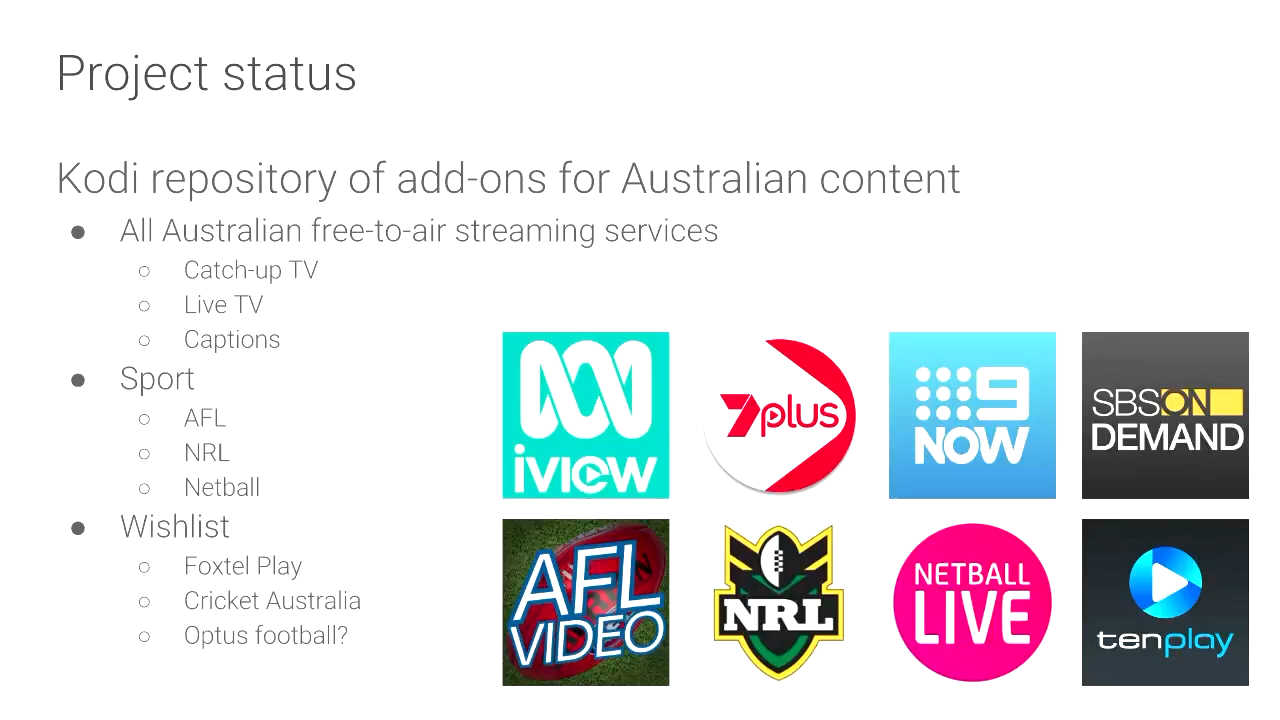 Project status
Kodi repository of add-ons for Australian content
● All Australian free-to-air streaming services
○ Catch-up TV
○ Live TV
○ Captions
● Sport
○ AFL
○ NRL
○ Netball
● Wishlist
○ Foxtel Play
○ Cricket Australia
○ Optus football?
iview
7plus
9
NOW
SBS ON
DEMAND
AFL
VIDEO
NRL
NETBALL
LIVE
tenplay